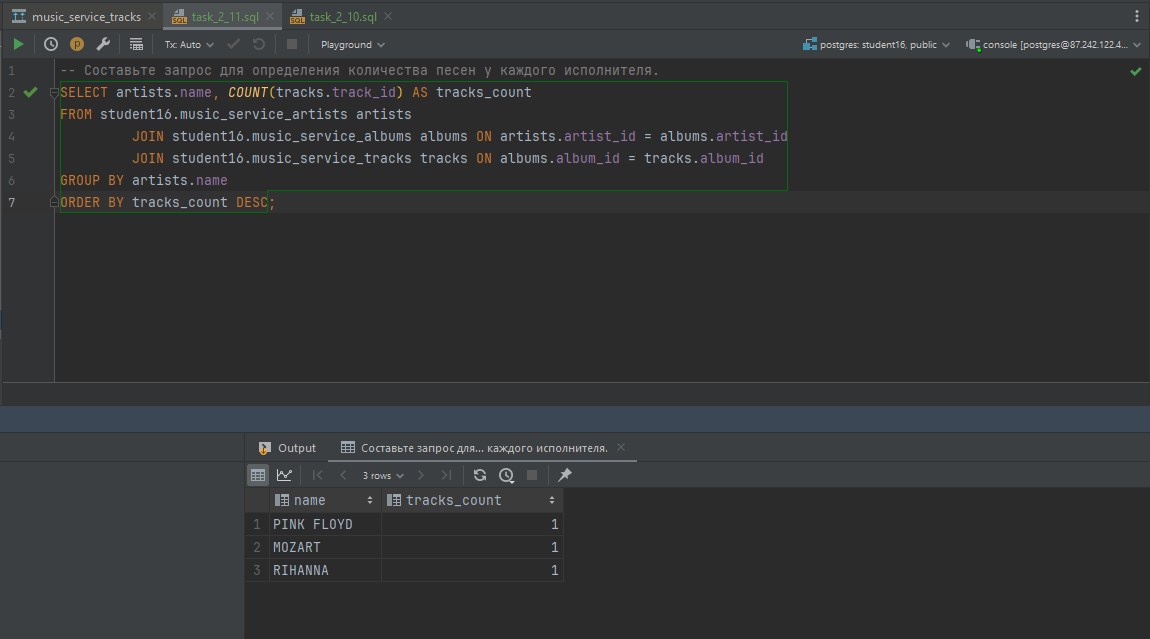 music_service_tracks task_2_11.sql task_2_10.sql
Tx: Auto Playground postgres: student16, public console [postgres@87.242.122.4...
1 -- Составьте запрос для определения количества песен у каждого исполнителя.
2 SELECT artists.name, COUNT(tracks.track_id) AS tracks_count
3 FROM student16.music_service_artists artists
4 JOIN student16.music_service_albums albums ON artists.artist_id = albums.artist_id
5 JOIN student16.music_service_tracks tracks ON albums.album_id = tracks.album_id
6 GROUP BY artists.name
7 ORDER BY tracks_count DESC;
Output Составьте запрос для... каждого исполнителя.
3 rows
name tracks_count
1 PINK FLOYD 1
2 MOZART 1
3 RIHANNA 1